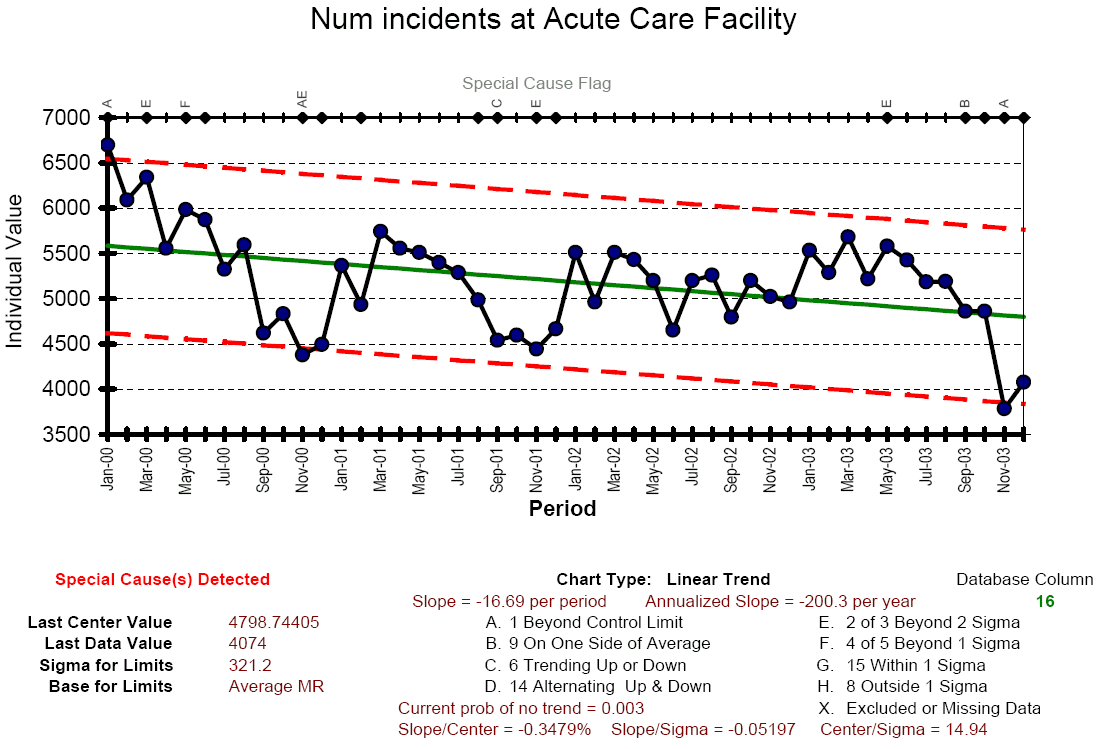 Num incidents at Acute Care Facility
Special Cause Flag
A E F AE C E E B A
7000
6500
6000
5500
5000
4500
4000
3500
Individual Value
Jan-00 Mar-00 May-00 Jul-00 Sep-00 Nov-00 Jan-01 Mar-01 May-01 Jul-01 Sep-01 Nov-01 Jan-02 Mar-02 May-02 Jul-02 Sep-02 Nov-02 Jan-03 Mar-03 May-03 Jul-03 Sep-03 Nov-03
Period
Special Cause(s) Detected Chart Type: Linear Trend Database Column
Slope = -16.69 per period Annualized Slope = -200.3 per year 16
Last Center Value 4798.74405 A. 1 Beyond Control Limit E. 2 of 3 Beyond 2 Sigma
Last Data Value 4074 B. 9 On One Side of Average F. 4 of 5 Beyond 1 Sigma
Sigma for Limits 321.2 C. 6 Trending Up or Down G. 15 Within 1 Sigma
Base for Limits Average MR D. 14 Alternating Up & Down H. 8 Outside 1 Sigma
Current prob of no trend = 0.003 X. Excluded or Missing Data
Slope/Center = -0.3479% Slope/Sigma = -0.05197 Center/Sigma = 14.94